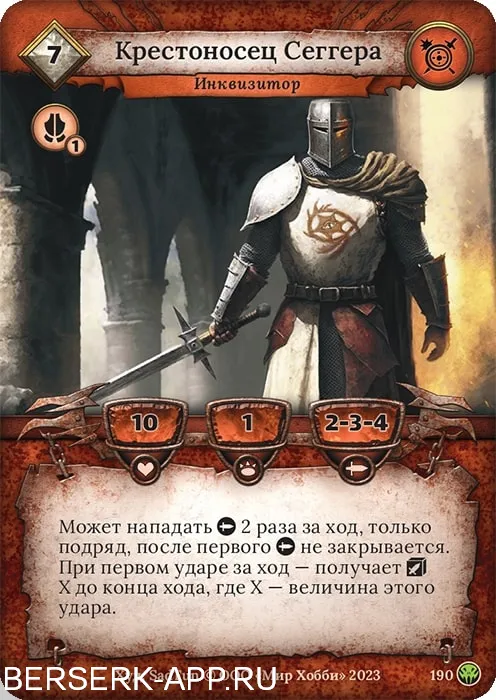 7
Крестоносец Сеггера
Инквизитор
1
10
1
2-3-4
Может нападать 2 раза за ход, только
подряд, после первого не закрывается.
При первом ударе за ход — получает
X до конца хода, где X — величина этого
удара.
© ООО «Мир Хобби» 2023
190
BERSERK-APP.RU